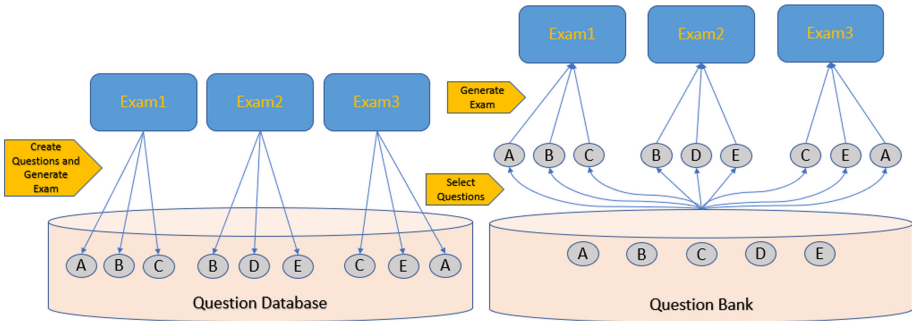 Exam1
Exam2
Exam3
Create
Questions and
Generate
Exam
A
B
C
B
D
E
C
E
A
Question Database
Exam1
Exam2
Exam3
Generate
Exam
A
B
C
B
D
E
C
E
A
Select
Questions
A
B
C
D
E
Question Bank